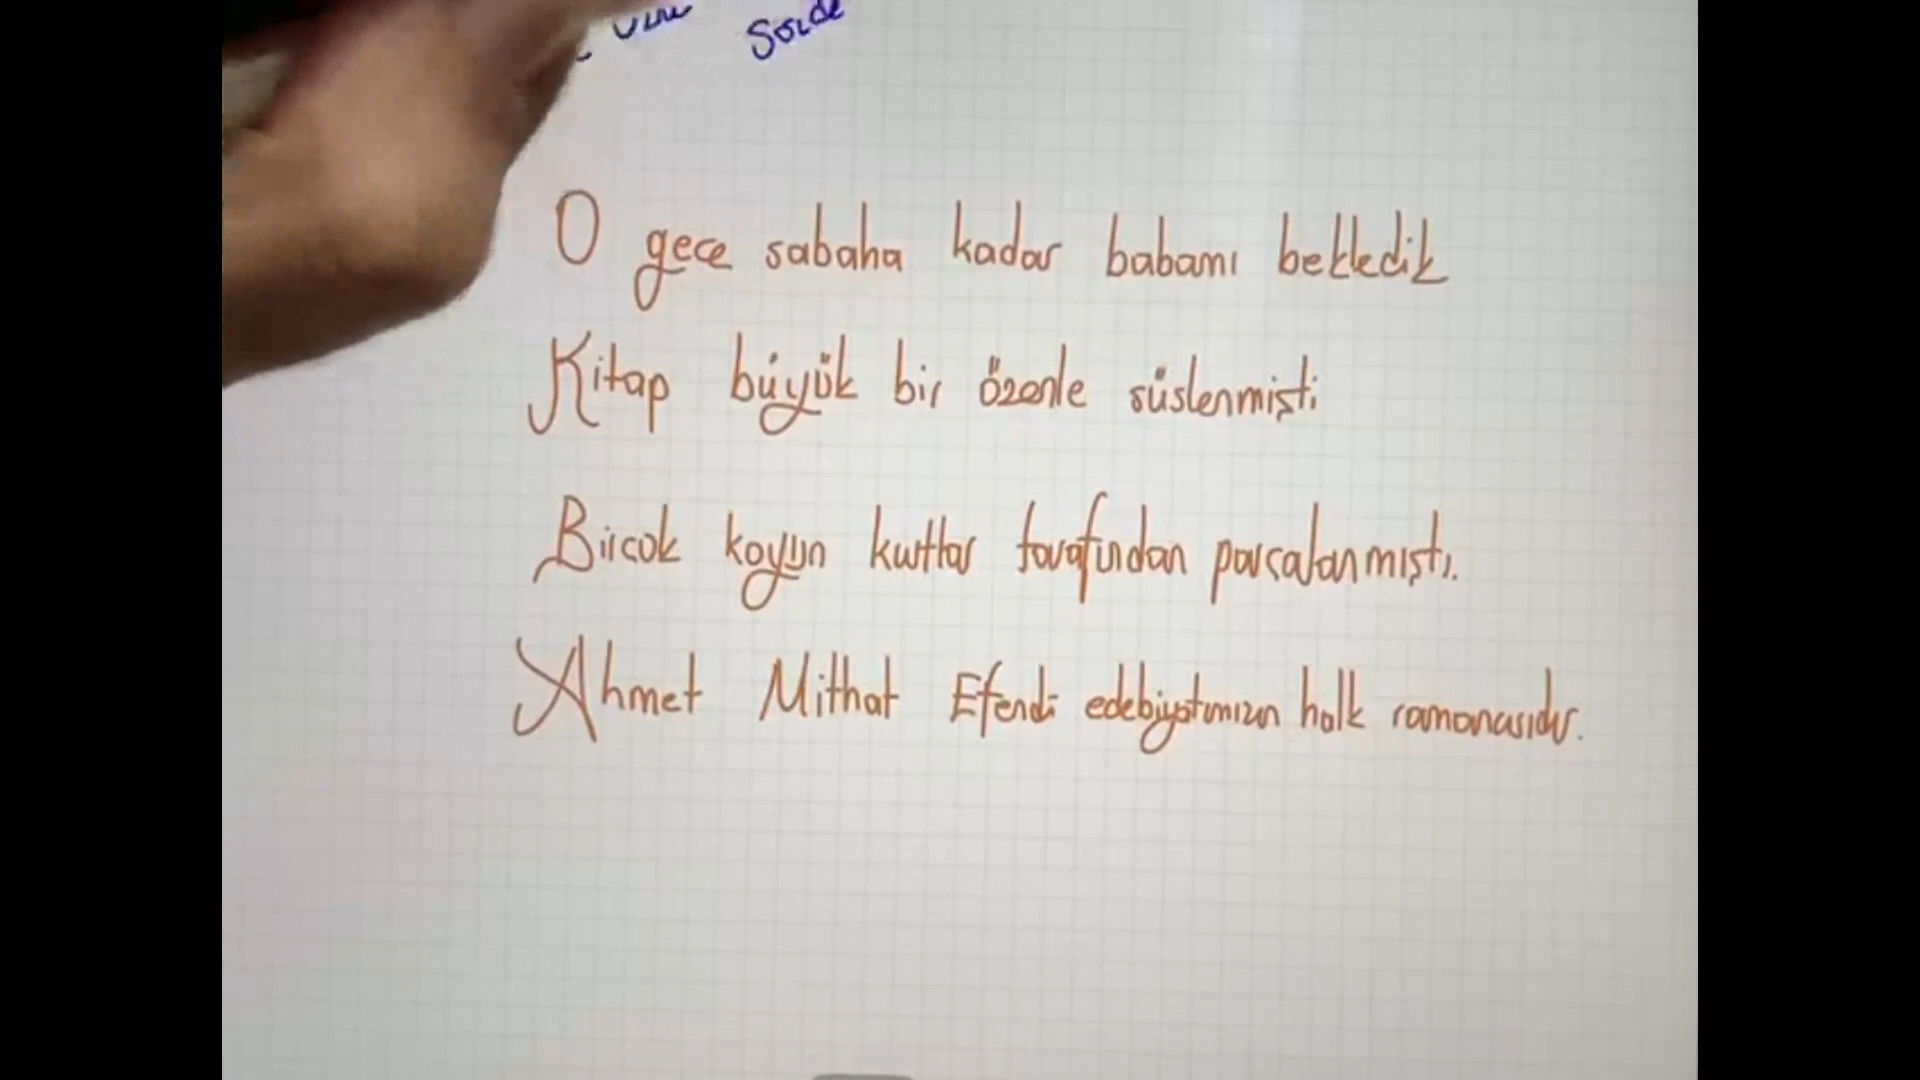 Sözde
O gece sabaha kadar babamı bekledik
Kitap büyük bir özenle süslenmişti
Birçok koyun kurtlar tarafından parçalanmıştı.
Ahmet Mithat Efendi edebiyatımızın halk romancısıdır.